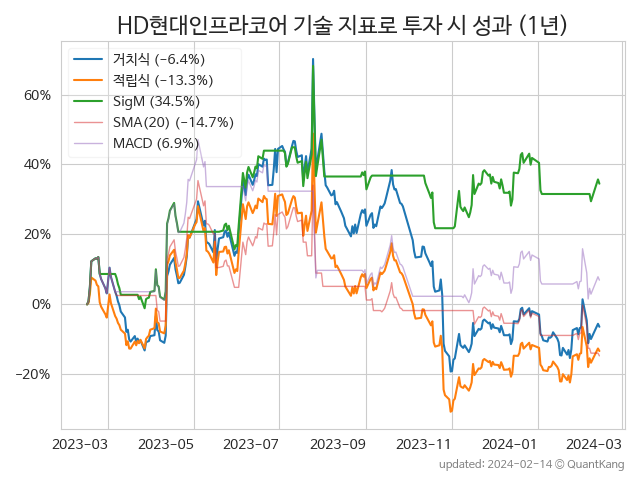 HD현대인프라코어 기술 지표로 투자 시 성과 (1년)
거치식 (−6.4%)
적립식 (−13.3%)
SigM (34.5%)
SMA(20) (−14.7%)
MACD (6.9%)
60%
40%
20%
0%
−20%
2023-03 2023-05 2023-07 2023-09 2023-11 2024-01 2024-03
updated: 2024-02-14 © QuantKang